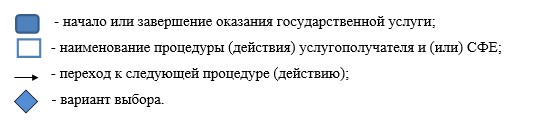 - начало или завершение оказания государственной услуги;
- наименование процедуры (действия) услугополучателя и (или) СФЕ;
- переход к следующей процедуре (действию);
- вариант выбора.